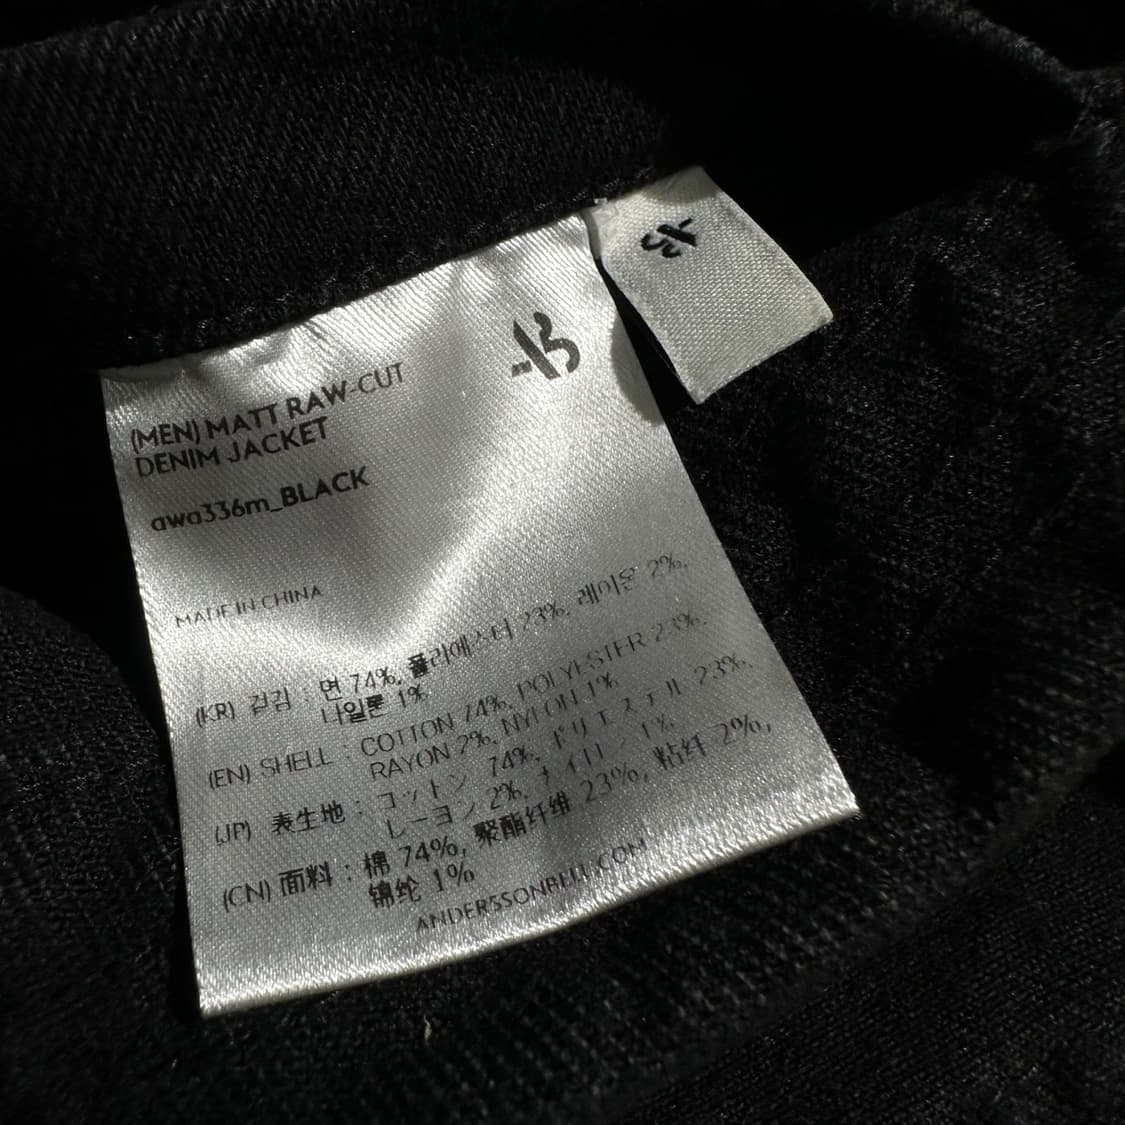 (MEN) MATT RAW-CUT
DENIM JACKET
awa336m_BLACK
MADE IN CHINA
(KR) 겉감 : 면 74%, 폴리에스터 23%, 레이온 2%,
나일론 1%
(EN) SHELL : COTTON 74%, POLYESTER 23%,
RAYON 2%, NYLON 1%
(JP) 表生地 : コットン 74%, ポリエステル 23%,
レーヨン 2%, ナイロン 1%
(CN) 面料 : 棉 74%, 聚酯纤维 23%, 粘纤 2%,
锦纶 1%
ANDERSSONBELL.COM